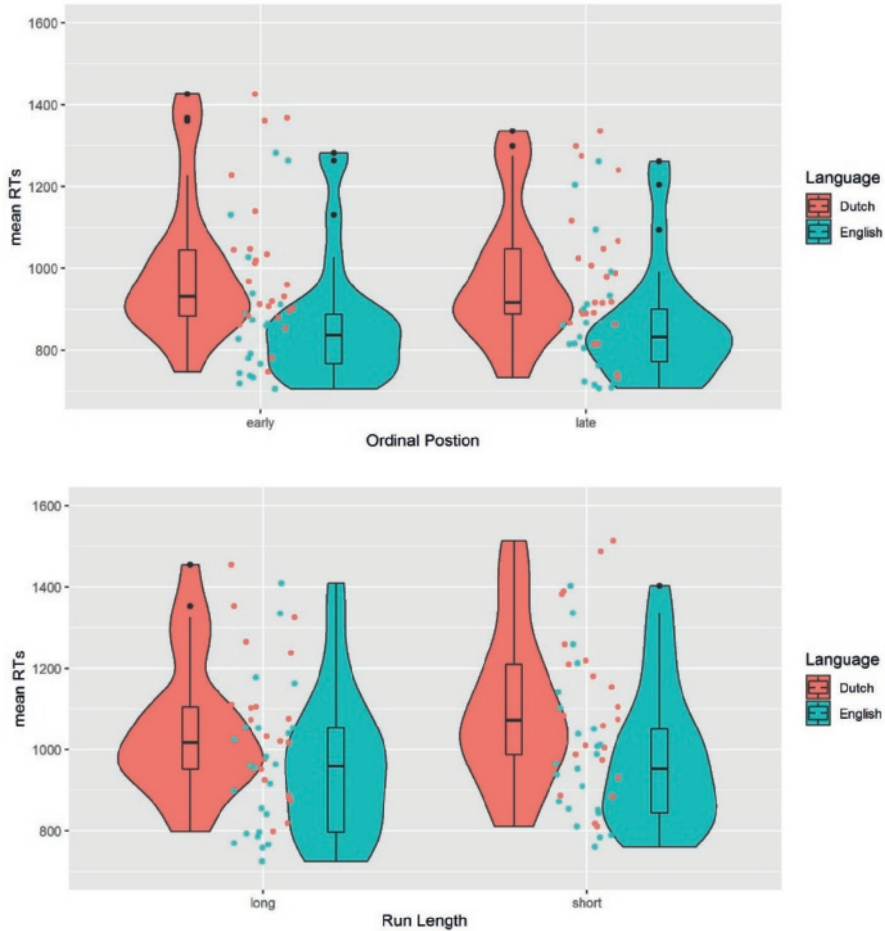 1600
1400
1200
1000
800
mean RTs
early
late
Ordinal Postion
Language
Dutch
English
1600
1400
1200
1000
800
mean RTs
long
short
Run Length
Language
Dutch
English